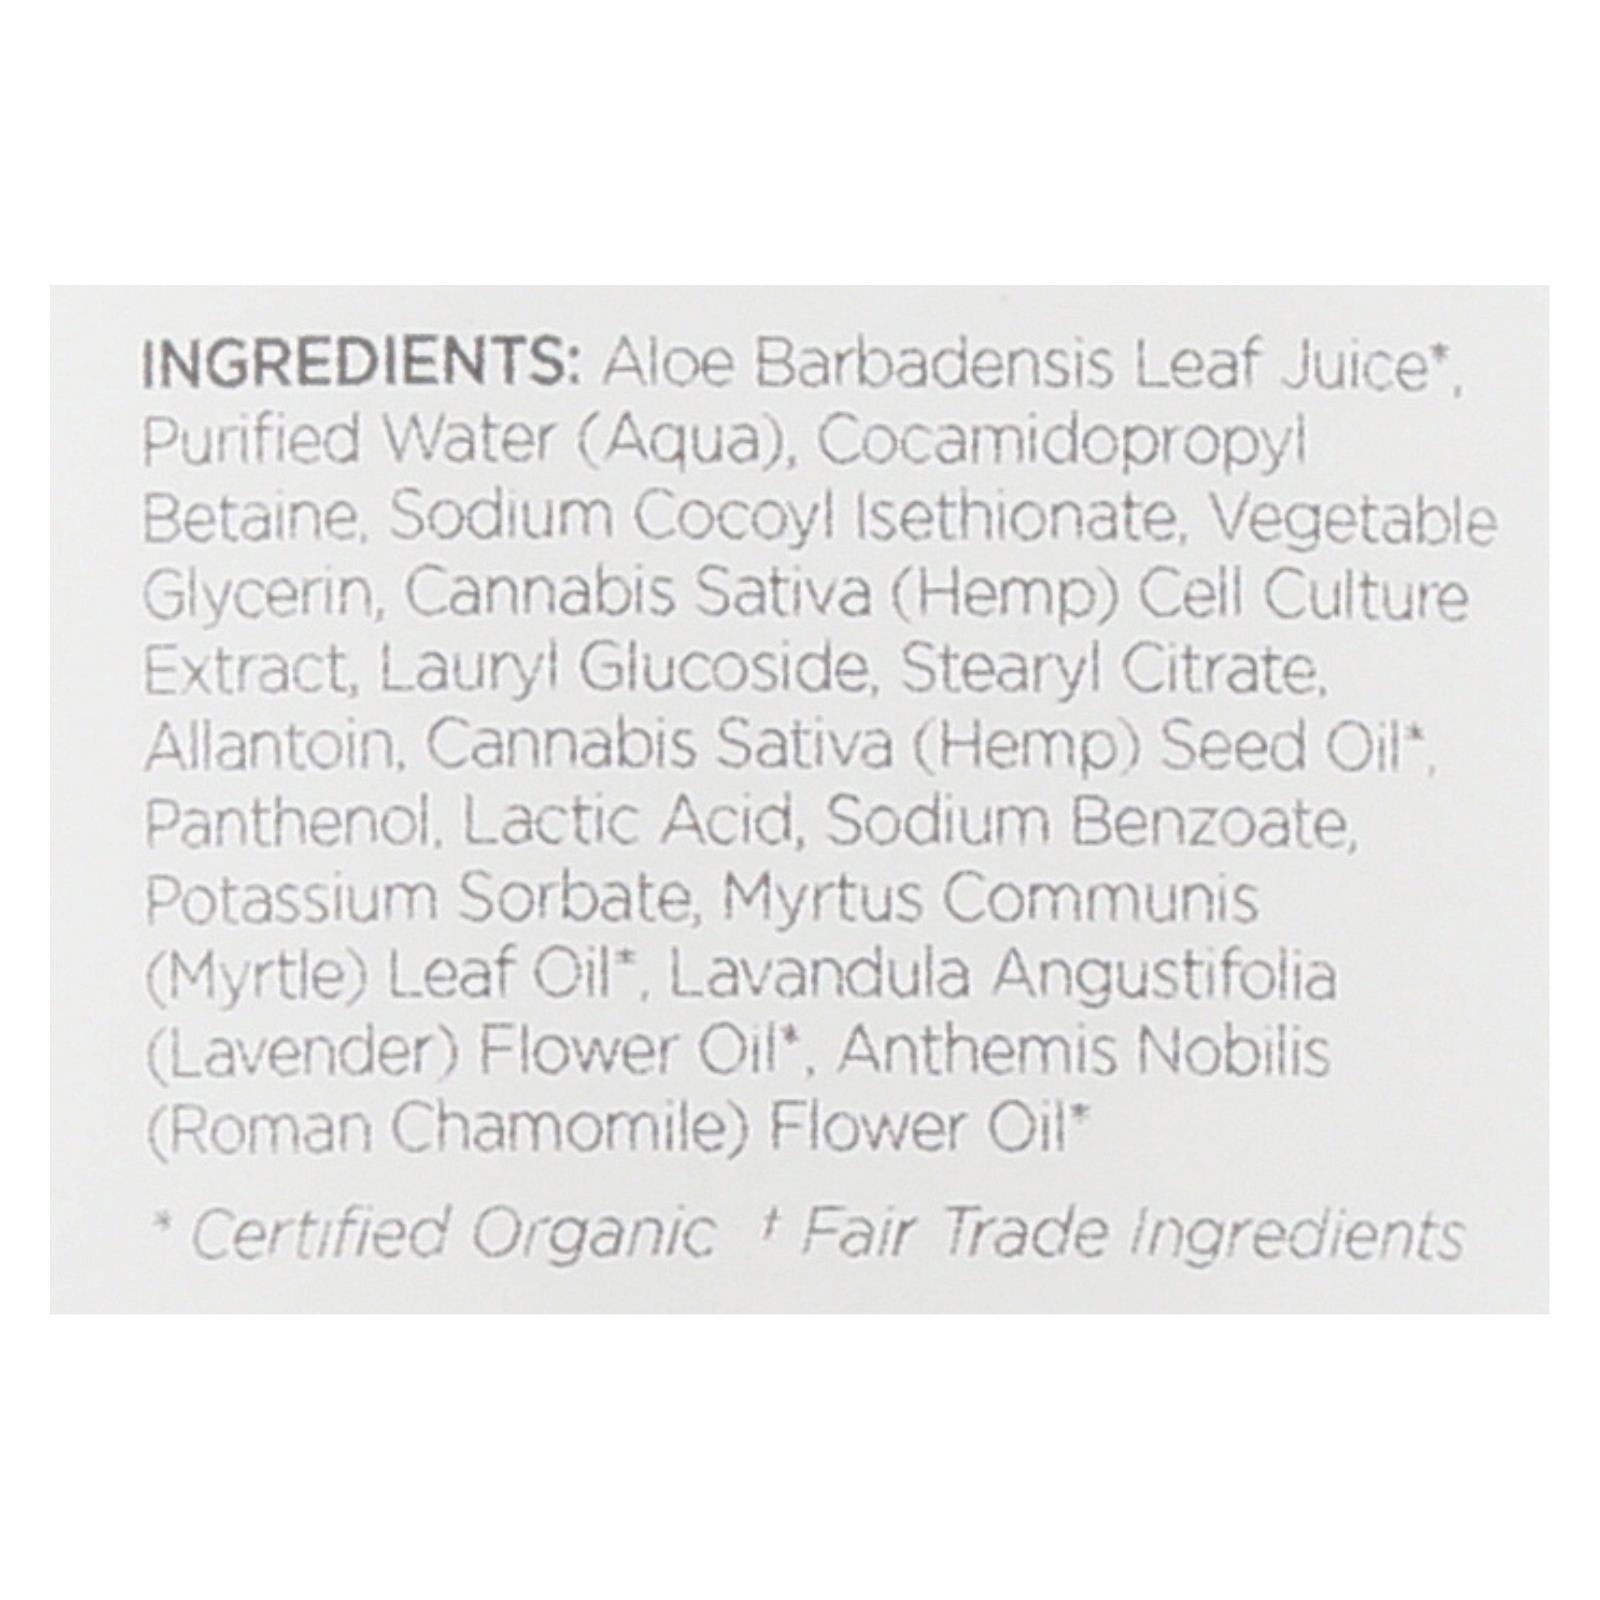 INGREDIENTS: Aloe Barbadensis Leaf Juice*,
Purified Water (Aqua), Cocamidopropyl
Betaine, Sodium Cocoyl Isethionate, Vegetable
Glycerin, Cannabis Sativa (Hemp) Cell Culture
Extract, Lauryl Glucoside, Stearyl Citrate,
Allantoin, Cannabis Sativa (Hemp) Seed Oil*,
Panthenol, Lactic Acid, Sodium Benzoate,
Potassium Sorbate, Myrtus Communis
(Myrtle) Leaf Oil*, Lavandula Angustifolia
(Lavender) Flower Oil*, Anthemis Nobilis
(Roman Chamomile) Flower Oil*
* Certified Organic † Fair Trade Ingredients